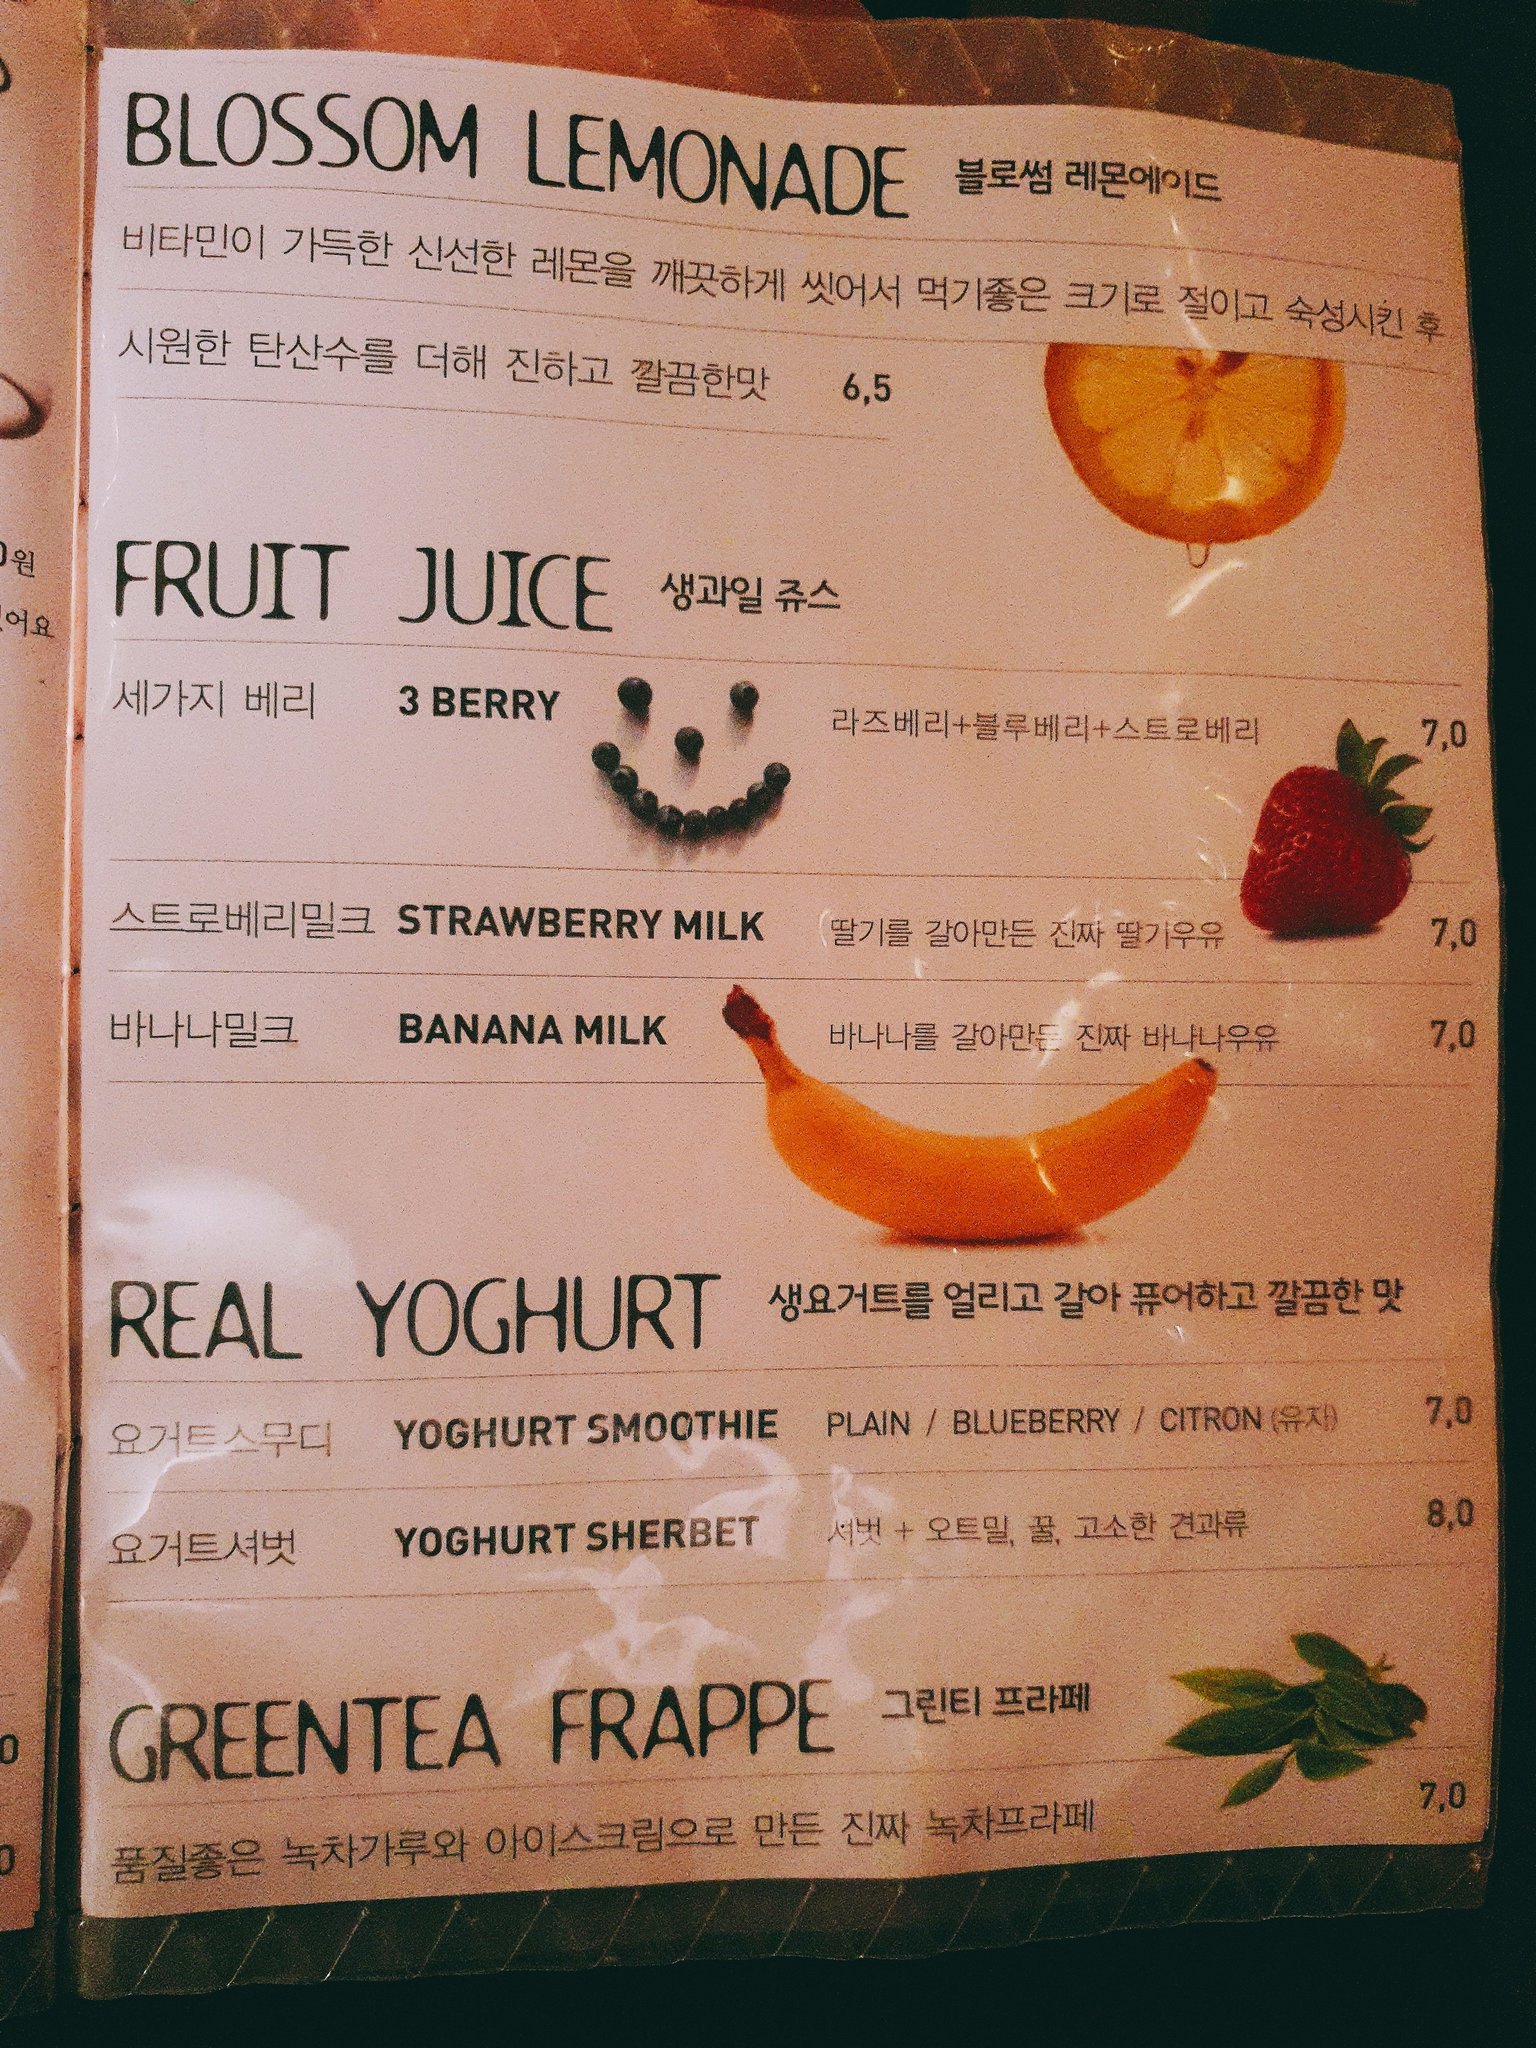 BLOSSOM LEMONADE 블로썸 레몬에이드
비타민이 가득한 신선한 레몬을 깨끗하게 씻어서 먹기좋은 크기로 절이고 숙성시킨 후
시원한 탄산수를 더해 진하고 깔끔한맛 6,5
FRUIT JUICE 생과일 쥬스
세가지 베리 3 BERRY 라즈베리+블루베리+스트로베리 7,0
스트로베리밀크 STRAWBERRY MILK 딸기를 갈아만든 진짜 딸기우유 7,0
바나나밀크 BANANA MILK 바나나를 갈아만든 진짜 바나나우유 7,0
REAL YOGHURT 생요거트를 얼리고 갈아 퓨어하고 깔끔한 맛
요거트스무디 YOGHURT SMOOTHIE PLAIN / BLUEBERRY / CITRON (유자) 7,0
요거트셔벗 YOGHURT SHERBET 셔벗 + 오트밀, 꿀, 고소한 견과류 8,0
GREENTEA FRAPPE 그린티 프라페
품질좋은 녹차가루와 아이스크림으로 만든 진짜 녹차프라페 7,0